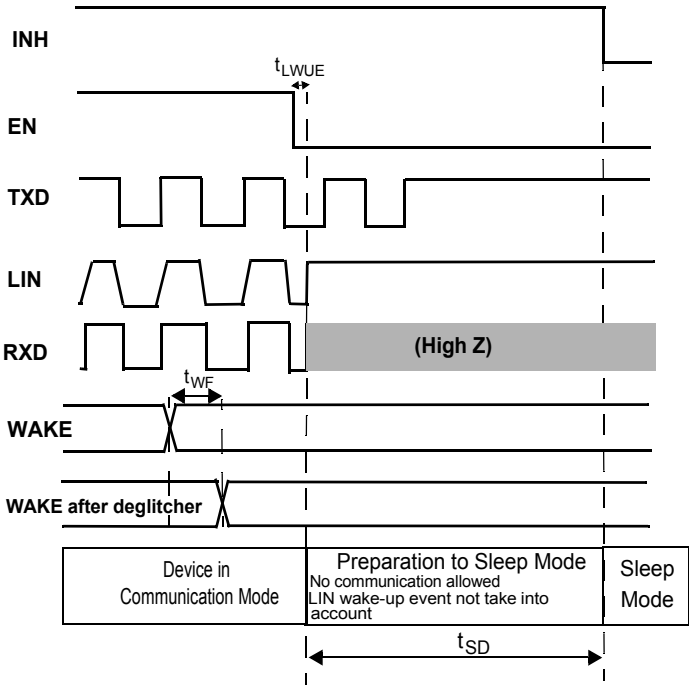 INH
t_LWUE
EN
TXD
LIN
RXD
(High Z)
t_WF
WAKE
WAKE after deglitcher
Device in
Communication Mode
Preparation to Sleep Mode
No communication allowed
LIN wake-up event not take into
account
Sleep
Mode
t_SD